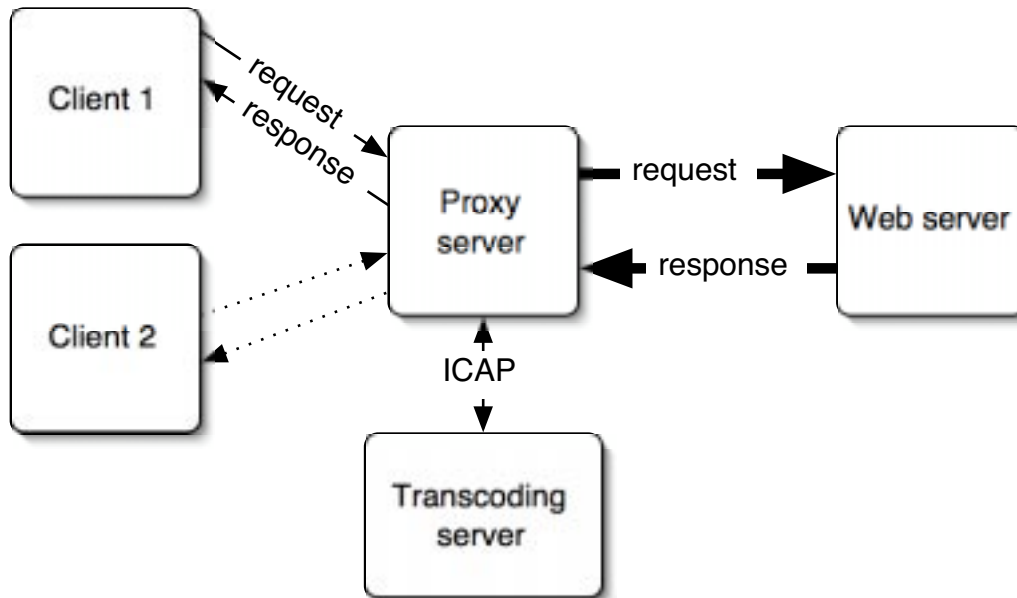 Client 1
request
response
Proxy
server
request
response
Web server
Client 2
ICAP
Transcoding
server